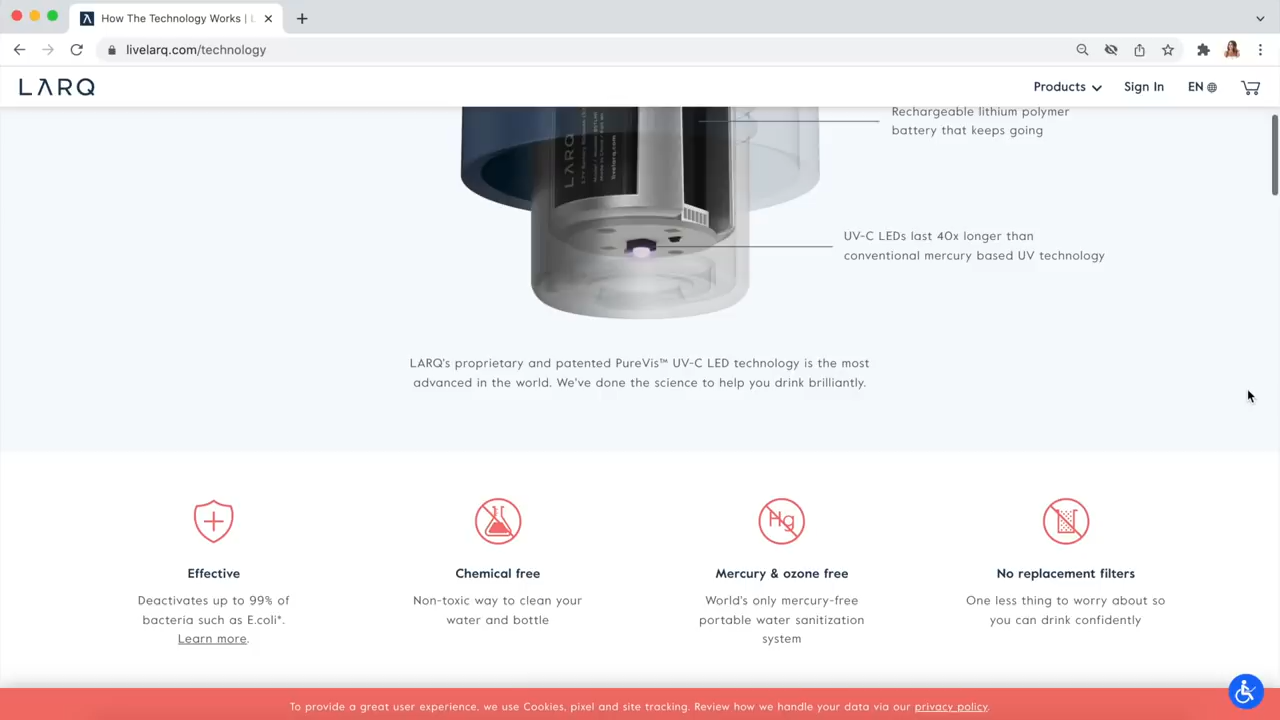 How The Technology Works | L
livelarq.com/technology
LARQ
Products
Sign In
EN
Rechargeable lithium polymer
battery that keeps going
LARQ
livelarq.com
UV-C LEDs last 40x longer than
conventional mercury based UV technology
LARQ's proprietary and patented PureVis™ UV-C LED technology is the most
advanced in the world. We've done the science to help you drink brilliantly.
Hg
Effective
Chemical free
Mercury & ozone free
No replacement filters
Deactivates up to 99% of
bacteria such as E.coli*.
Learn more.
Non-toxic way to clean your
water and bottle
World's only mercury-free
portable water sanitization
system
One less thing to worry about so
you can drink confidently
To provide a great user experience, we use Cookies, pixel and site tracking. Review how we handle your data via our privacy policy.